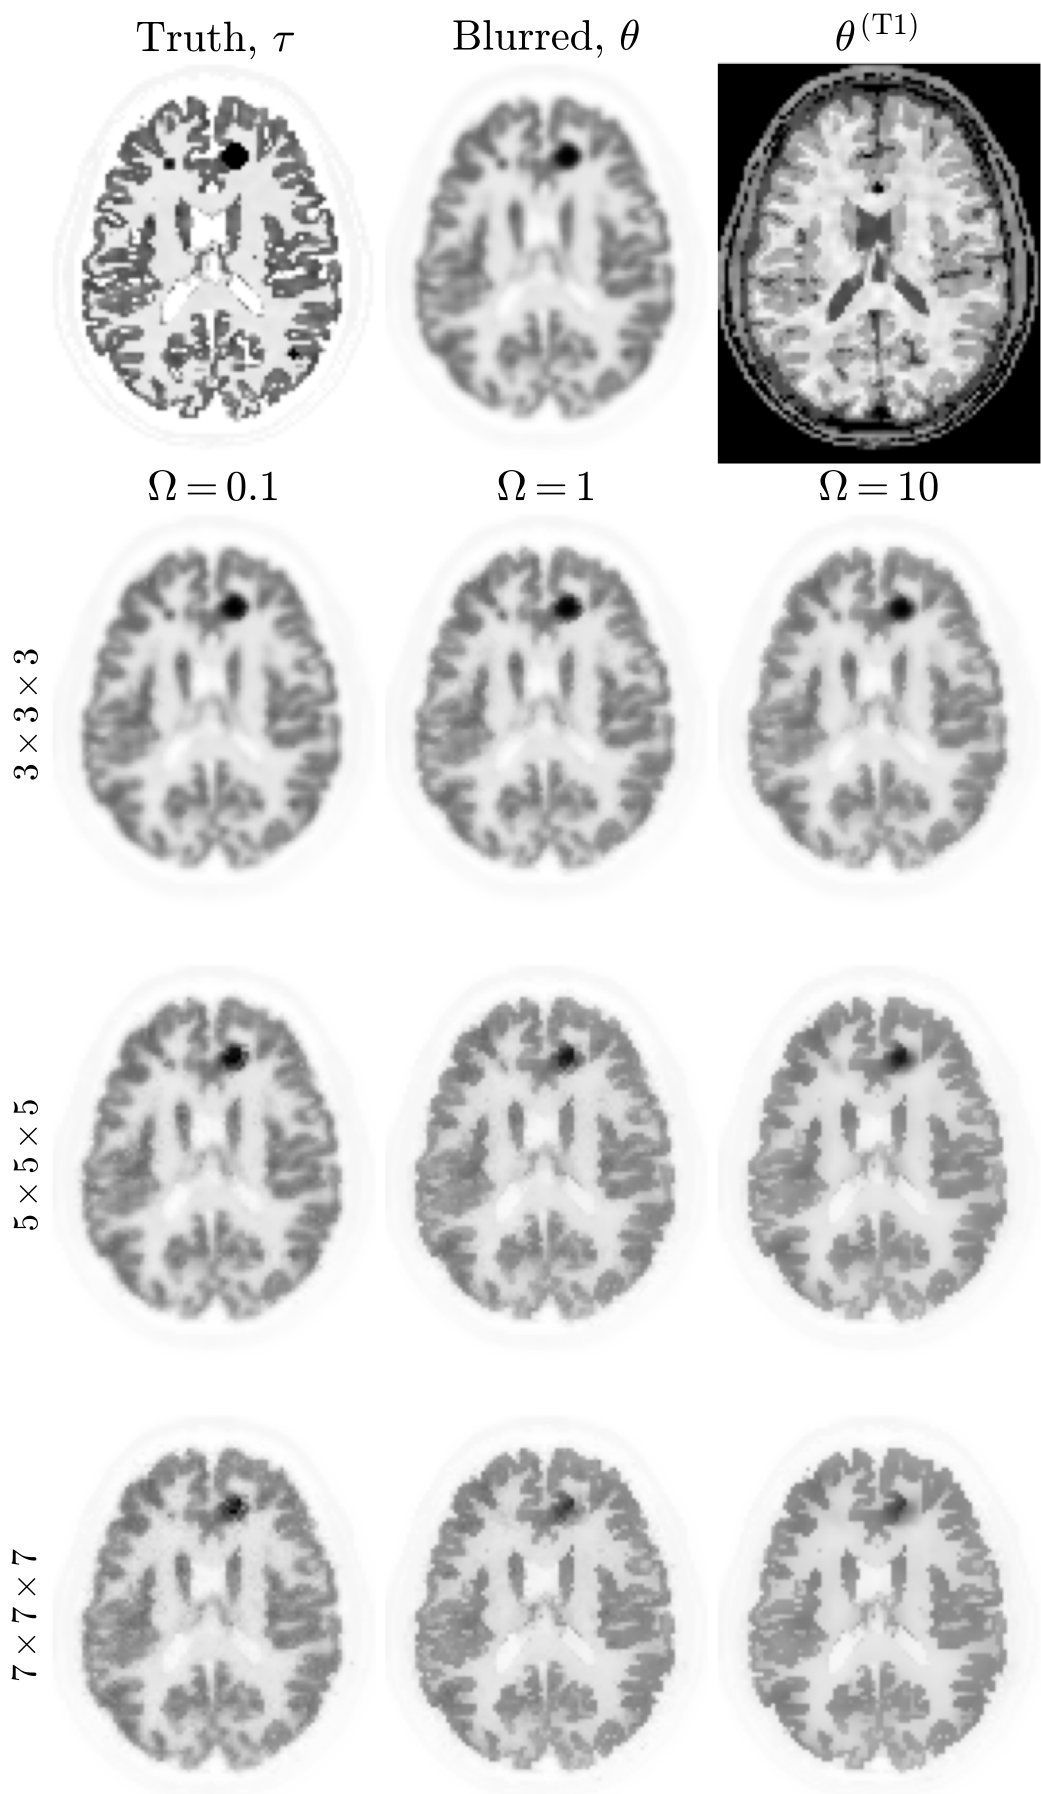 Truth, τ
Blurred, θ
θ^(T1)
Ω = 0.1
Ω = 1
Ω = 10
3 × 3 × 3
5 × 5 × 5
7 × 7 × 7